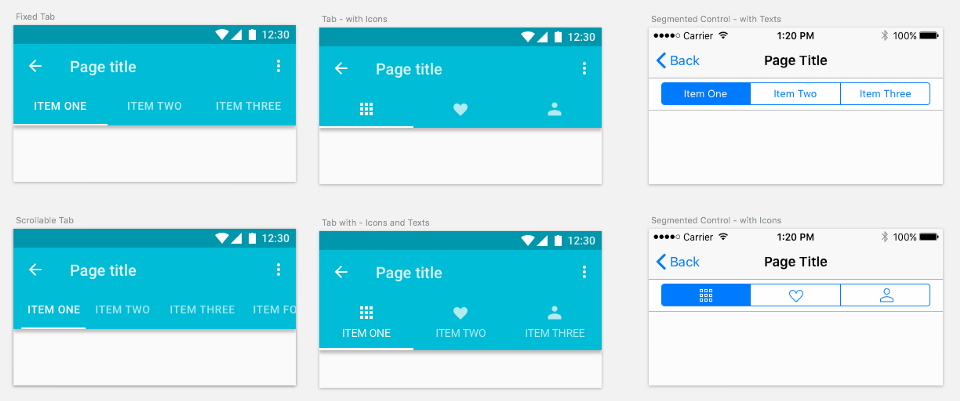 Fixed Tab
12:30
Page title
ITEM ONE ITEM TWO ITEM THREE
Tab - with Icons
12:30
Page title
Segmented Control - with Texts
Carrier 1:20 PM 100%
Back Page Title
Item One Item Two Item Three
Scrollable Tab
12:30
Page title
ITEM ONE ITEM TWO ITEM THREE ITEM FO
Tab with - Icons and Texts
12:30
Page title
ITEM ONE ITEM TWO ITEM THREE
Segmented Control - with Icons
Carrier 1:20 PM 100%
Back Page Title